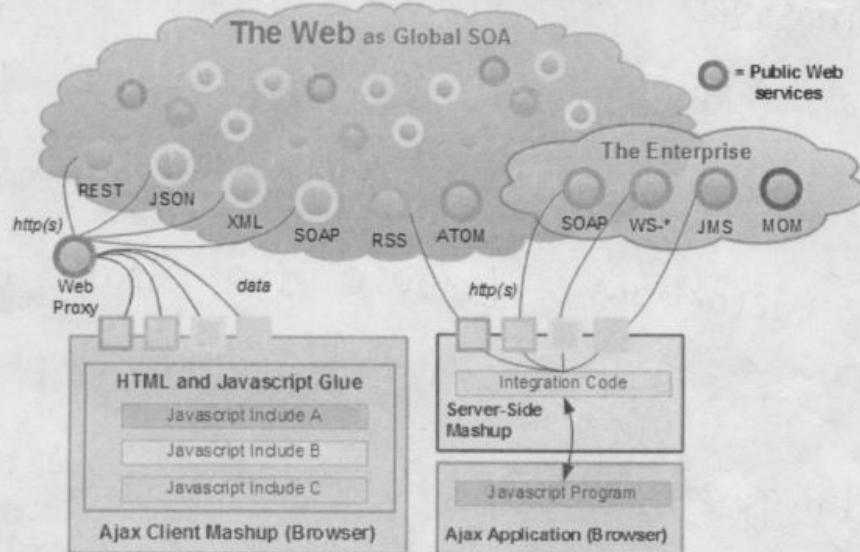 The Web as Global SOA
= Public Web
services
The Enterprise
REST
JSON
XML
SOAP
RSS
ATOM
SOAP
WS-*
JMS
MOM
http(s)
Web
Proxy
data
http(s)
HTML and Javascript Glue
Javascript Include A
Javascript Include B
Javascript Include C
Ajax Client Mashup (Browser)
Integration Code
Server-Side
Mashup
Javascript Program
Ajax Application (Browser)